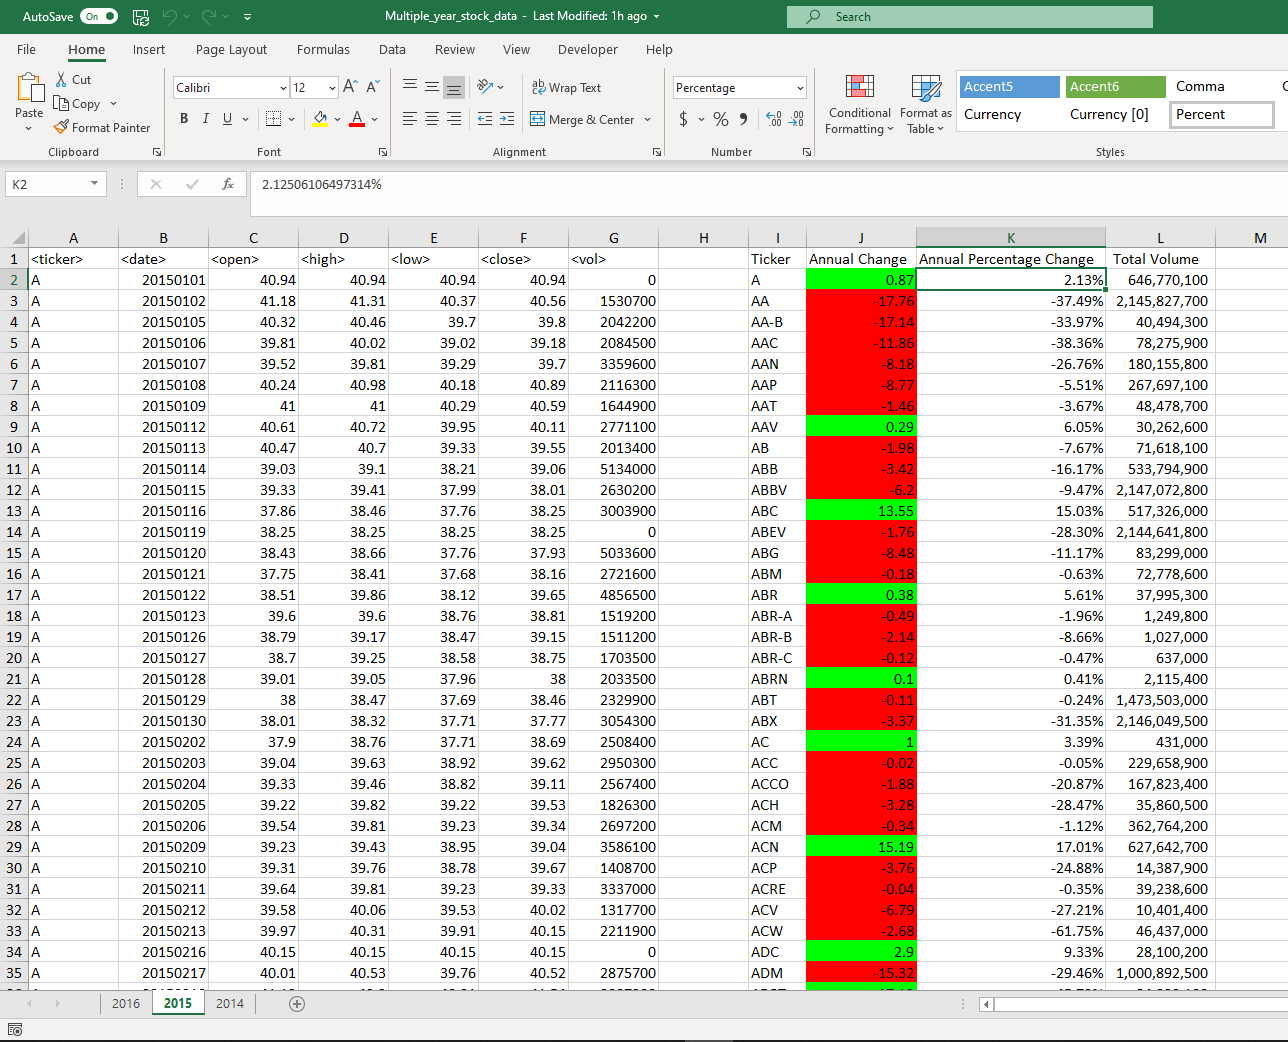 AutoSave On Multiple_year_stock_data - Last Modified: 1h ago Search
File Home Insert Page Layout Formulas Data Review View Developer Help
Cut
Copy
Format Painter
Paste
Clipboard
Calibri 12
B I U A
Font
Wrap Text
Merge & Center
Alignment
Percentage
$ % 9
Number
Conditional Formatting
Format as Table
Accent5 Accent6 Comma
Currency Currency [0] Percent
Styles
K2 fx 2.12506106497314%
A B C D E F G H I J K L M
1 <ticker> <date> <open> <high> <low> <close> <vol> Ticker Annual Change Annual Percentage Change Total Volume
2 A 20150101 40.94 40.94 40.94 40.94 0 A 0.87 2.13% 646,770,100
3 A 20150102 41.18 41.31 40.37 40.56 1530700 AA -17.76 -37.49% 2,145,827,700
4 A 20150105 40.32 40.46 39.7 39.8 2042200 AA-B -17.14 -33.97% 40,494,300
5 A 20150106 39.81 40.02 39.02 39.18 2084500 AAC -11.86 -38.36% 78,275,900
6 A 20150107 39.52 39.81 39.29 39.7 3359600 AAN -8.18 -26.76% 180,155,800
7 A 20150108 40.24 40.98 40.18 40.89 2116300 AAP -8.77 -5.51% 267,697,100
8 A 20150109 41 41 40.29 40.59 1644900 AAT -1.46 -3.67% 48,478,700
9 A 20150112 40.61 40.72 39.95 40.11 2771100 AAV 0.29 6.05% 30,262,600
10 A 20150113 40.47 40.7 39.33 39.55 2013400 AB -1.98 -7.67% 71,618,100
11 A 20150114 39.03 39.1 38.21 39.06 5134000 ABB -3.42 -16.17% 533,794,900
12 A 20150115 39.33 39.41 37.99 38.01 2630200 ABBV -6.2 -9.47% 2,147,072,800
13 A 20150116 37.86 38.46 37.76 38.25 3003900 ABC 13.55 15.03% 517,326,000
14 A 20150119 38.25 38.25 38.25 38.25 0 ABEV -1.76 -28.30% 2,144,641,800
15 A 20150120 38.43 38.66 37.76 37.93 5033600 ABG -8.48 -11.17% 83,299,000
16 A 20150121 37.75 38.41 37.68 38.16 2721600 ABM -0.18 -0.63% 72,778,600
17 A 20150122 38.51 39.86 38.12 39.65 4856500 ABR 0.38 5.61% 37,995,300
18 A 20150123 39.6 39.6 38.76 38.81 1519200 ABR-A -0.49 -1.96% 1,249,800
19 A 20150126 38.79 39.17 38.47 39.15 1511200 ABR-B -2.14 -8.66% 1,027,000
20 A 20150127 38.7 39.25 38.58 38.75 1703500 ABR-C -0.12 -0.47% 637,000
21 A 20150128 39.01 39.05 37.96 38 2033500 ABRN 0.1 0.41% 2,115,400
22 A 20150129 38 38.47 37.69 38.46 2329900 ABT -0.11 -0.24% 1,473,503,000
23 A 20150130 38.01 38.32 37.71 37.77 3054300 ABX -3.37 -31.35% 2,146,049,500
24 A 20150202 37.9 38.76 37.71 38.69 2508400 AC 1 3.39% 431,000
25 A 20150203 39.04 39.63 38.92 39.62 2950300 ACC -0.02 -0.05% 229,658,900
26 A 20150204 39.33 39.46 38.82 39.11 2567400 ACCO -1.88 -20.87% 167,823,400
27 A 20150205 39.22 39.82 39.22 39.53 1826300 ACH -3.28 -28.47% 35,860,500
28 A 20150206 39.54 39.81 39.23 39.34 2697200 ACM -0.34 -1.12% 362,764,200
29 A 20150209 39.23 39.43 38.95 39.04 3586100 ACN 15.19 17.01% 627,642,700
30 A 20150210 39.31 39.76 38.78 39.67 1408700 ACP -3.76 -24.88% 14,387,900
31 A 20150211 39.64 39.81 39.23 39.33 3337000 ACRE -0.04 -0.35% 39,238,600
32 A 20150212 39.58 40.06 39.53 40.02 1317700 ACV -6.79 -27.21% 10,401,400
33 A 20150213 39.97 40.31 39.91 40.15 2211900 ACW -2.68 -61.75% 46,437,000
34 A 20150216 40.15 40.15 40.15 40.15 0 ADC 2.9 9.33% 28,100,200
35 A 20150217 40.01 40.53 39.76 40.52 2875700 ADM -15.32 -29.46% 1,000,892,500
2016 2015 2014